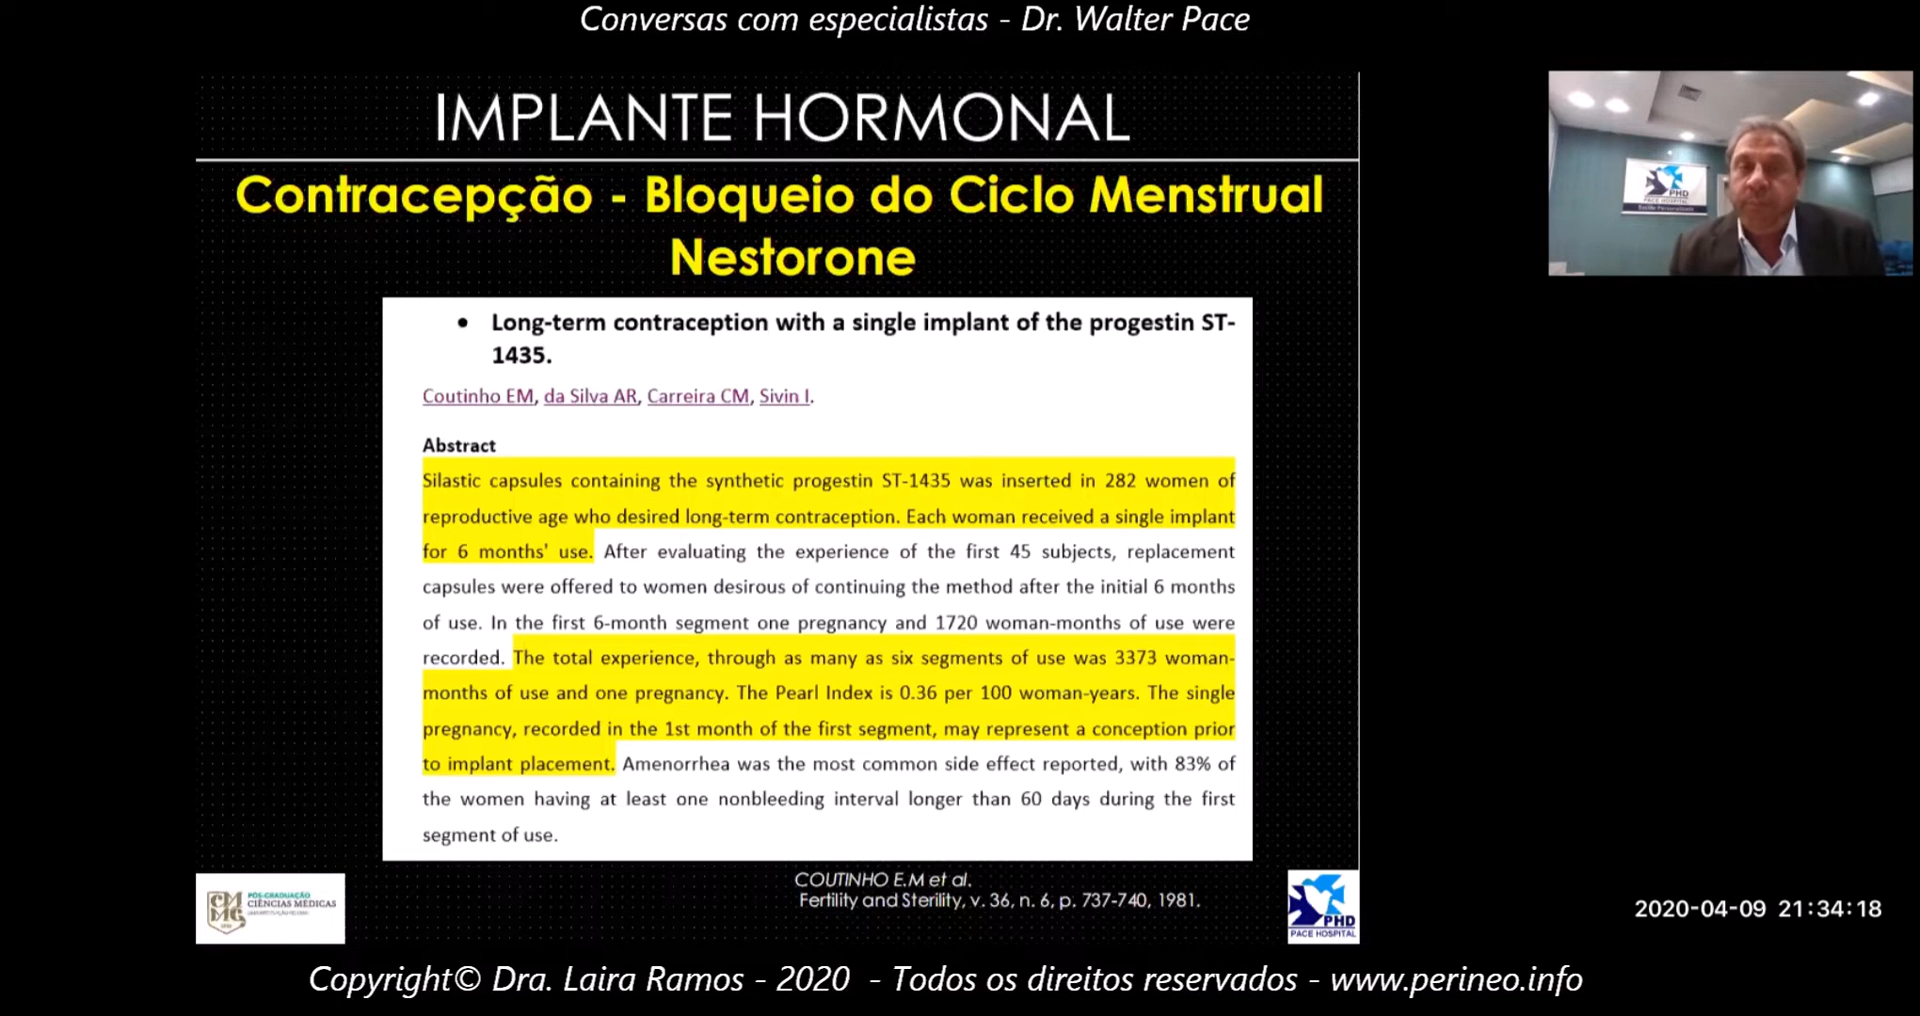 Conversas com especialistas - Dr. Walter Pace
IMPLANTE HORMONAL
Contracepção - Bloqueio do Ciclo Menstrual
Nestorone
• Long-term contraception with a single implant of the progestin ST-
1435.
Coutinho EM, da Silva AR, Carreira CM, Sivin I.
Abstract
Silastic capsules containing the synthetic progestin ST-1435 was inserted in 282 women of
reproductive age who desired long-term contraception. Each woman received a single implant
for 6 months' use. After evaluating the experience of the first 45 subjects, replacement
capsules were offered to women desirous of continuing the method after the initial 6 months
of use. In the first 6-month segment one pregnancy and 1720 woman-months of use were
recorded. The total experience, through as many as six segments of use was 3373 woman-
months of use and one pregnancy. The Pearl Index is 0.36 per 100 woman-years. The single
pregnancy, recorded in the 1st month of the first segment, may represent a conception prior
to implant placement. Amenorrhea was the most common side effect reported, with 83% of
the women having at least one nonbleeding interval longer than 60 days during the first
segment of use.
COUTINHO E.M et al.
Fertility and Sterility, v. 36, n. 6, p. 737-740, 1981.
CMMG
PÓS-GRADUAÇÃO
CIÊNCIAS MÉDICAS
PHD
PACE HOSPITAL
PHD
PACE HOSPITAL
2020-04-09 21:34:18
Copyright© Dra. Laira Ramos - 2020 - Todos os direitos reservados - www.perineo.info